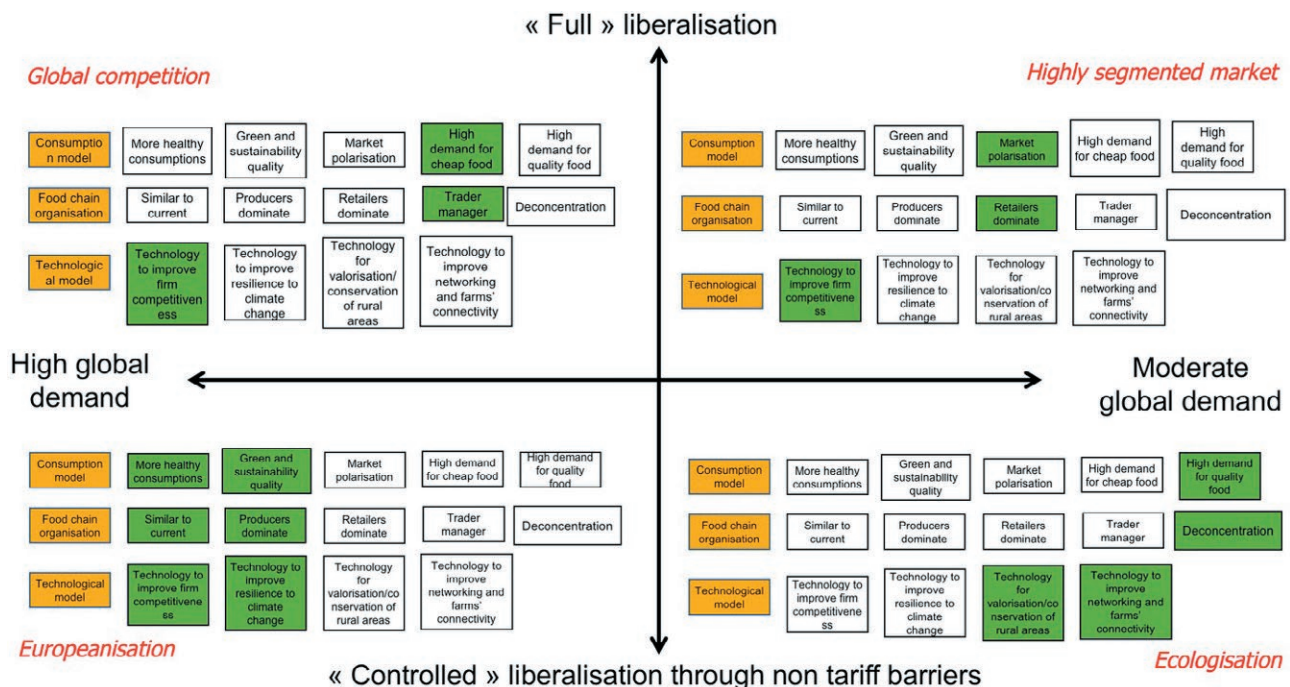 « Full » liberalisation
Global competition
Highly segmented market
Consumptio
n model
More healthy
consumptions
Green and
sustainability
quality
Market
polarisation
High
demand for
cheap food
High
demand for
quality food
Food chain
organisation
Similar to
current
Producers
dominate
Retailers
dominate
Trader
manager
Deconcentration
Technologic
al model
Technology
to improve
firm
competitiven
ess
Technology
to improve
resilience to
climate
change
Technology
for
valorisation/
conservation
of rural
areas
Technology to
improve
networking
and farms'
connectivity
Consumption
model
More healthy
consumptions
Green and
sustainability
quality
Market
polarisation
High demand
for cheap food
High
demand for
quality food
Food chain
organisation
Similar to
current
Producers
dominate
Retailers
dominate
Trader
manager
Deconcentration
Technological
model
Technology to
improve firm
competitivene
ss
Technology to
improve
resilience to
climate
change
Technology
for
valorisation/co
nservation of
rural areas
Technology to
improve
networking and
farms'
connectivity
High global
demand
Moderate
global demand
Consumption
model
More healthy
consumptions
Green and
sustainability
quality
Market
polarisation
High demand
for cheap food
High demand
for quality
food
Food chain
organisation
Similar to
current
Producers
dominate
Retailers
dominate
Trader
manager
Deconcentration
Technological
model
Technology to
improve firm
competitivene
ss
Technology to
improve
resilience to
climate
change
Technology
for
valorisation/co
nservation of
rural areas
Technology to
improve
networking and
farms'
connectivity
Consumption
model
More healthy
consumptions
Green and
sustainability
quality
Market
polarisation
High demand
for cheap food
High demand
for quality
food
Food chain
organisation
Similar to
current
Producers
dominate
Retailers
dominate
Trader
manager
Deconcentration
Technological
model
Technology to
improve firm
competitivene
ss
Technology to
improve
resilience to
climate
change
Technology
for
valorisation/co
nservation of
rural areas
Technology to
improve
networking and
farms'
connectivity
Europeanisation
Ecologisation
« Controlled » liberalisation through non tariff barriers